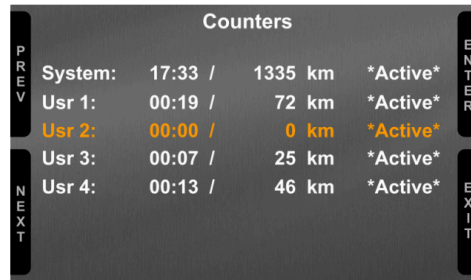 Counters
PREV
ENTER
System: 17:33 / 1335 km *Active*
Usr 1: 00:19 / 72 km *Active*
Usr 2: 00:00 / 0 km *Active*
Usr 3: 00:07 / 25 km *Active*
Usr 4: 00:13 / 46 km *Active*
NEXT
EXIT